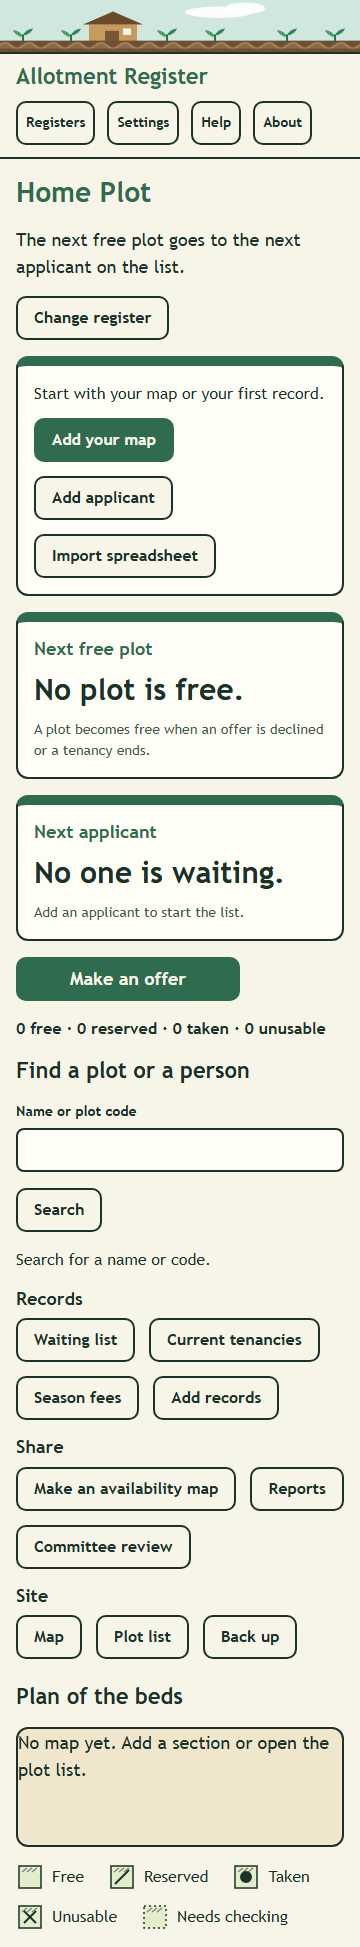 Allotment Register
Registers
Settings
Help
About
Home Plot
The next free plot goes to the next
applicant on the list.
Change register
Start with your map or your first record.
Add your map
Add applicant
Import spreadsheet
Next free plot
No plot is free.
A plot becomes free when an offer is declined
or a tenancy ends.
Next applicant
No one is waiting.
Add an applicant to start the list.
Make an offer
0 free · 0 reserved · 0 taken · 0 unusable
Find a plot or a person
Name or plot code
Search
Search for a name or code.
Records
Waiting list
Current tenancies
Season fees
Add records
Share
Make an availability map
Reports
Committee review
Site
Map
Plot list
Back up
Plan of the beds
No map yet. Add a section or open the
plot list.
Free
Reserved
Taken
Unusable
Needs checking